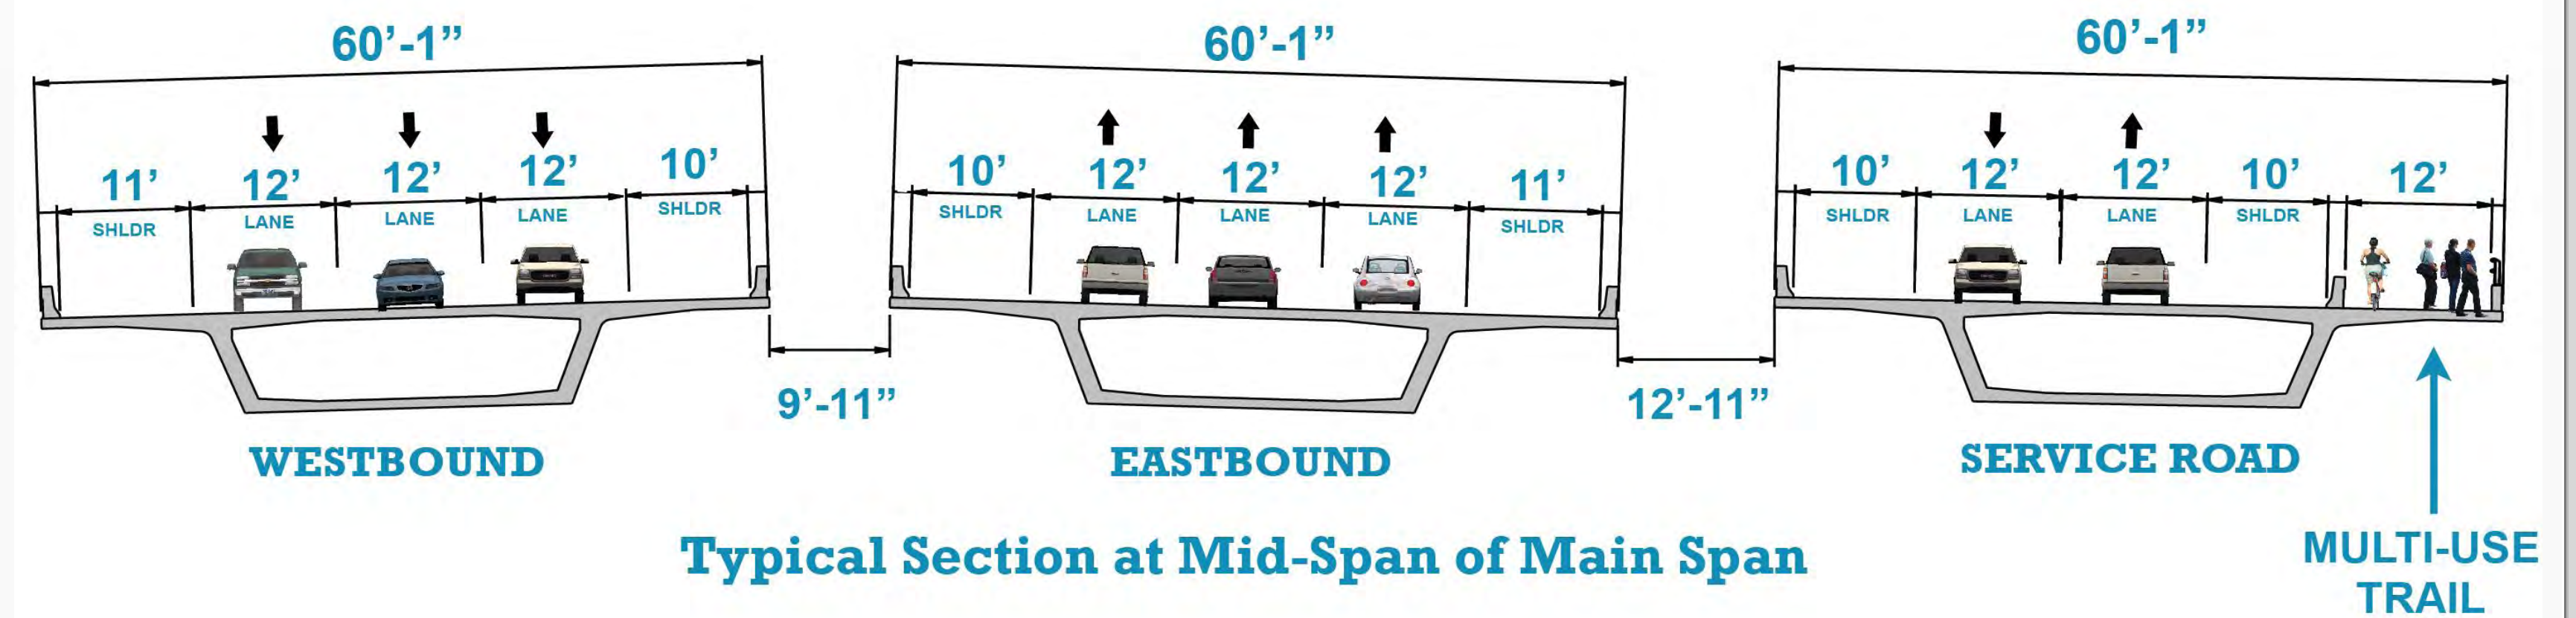 60’-1” 60’-1” 60’-1”
11’ 12’ 12’ 12’ 10’ 10’ 12’ 12’ 12’ 11’ 10’ 12’ 12’ 10’ 12’
SHLDR LANE LANE LANE SHLDR SHLDR LANE LANE LANE SHLDR SHLDR LANE LANE SHLDR
9’-11” 12’-11”
WESTBOUND EASTBOUND SERVICE ROAD
Typical Section at Mid-Span of Main Span
MULTI-USE
TRAIL